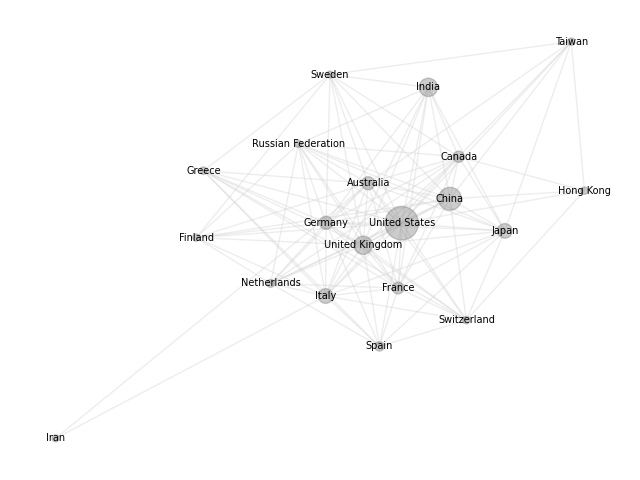 Taiwan
Sweden
India
Russian Federation
Canada
Greece
Australia
Hong Kong
China
Germany
United States
Finland
Japan
United Kingdom
Netherlands
France
Italy
Switzerland
Spain
Iran